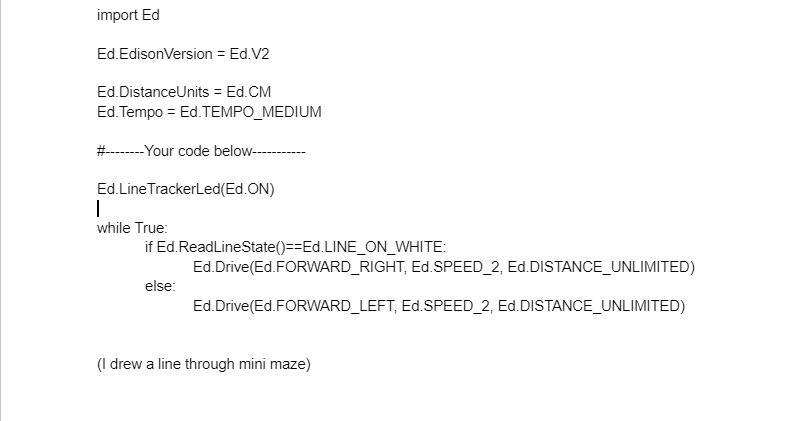 import Ed
Ed.EdisonVersion = Ed.V2
Ed.DistanceUnits = Ed.CM
Ed.Tempo = Ed.TEMPO_MEDIUM
#--------Your code below-----------
Ed.LineTrackerLed(Ed.ON)
while True:
if Ed.ReadLineState()==Ed.LINE_ON_WHITE:
Ed.Drive(Ed.FORWARD_RIGHT, Ed.SPEED_2, Ed.DISTANCE_UNLIMITED)
else:
Ed.Drive(Ed.FORWARD_LEFT, Ed.SPEED_2, Ed.DISTANCE_UNLIMITED)
(I drew a line through mini maze)